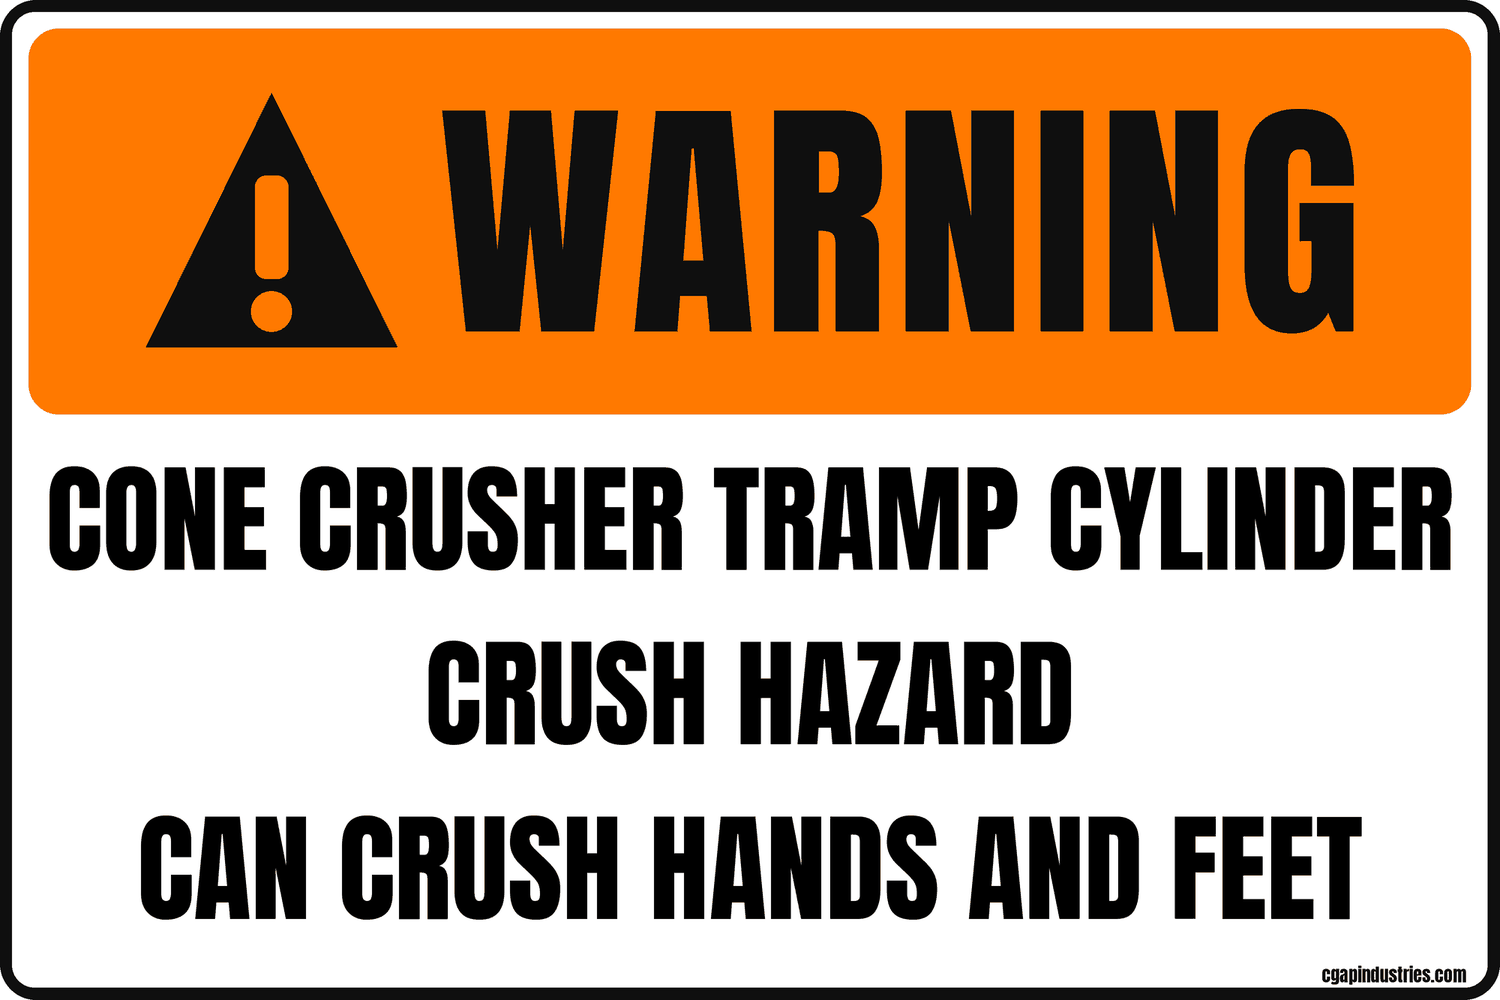 WARNING
CONE CRUSHER TRAMP CYLINDER
CRUSH HAZARD
CAN CRUSH HANDS AND FEET
cgapindustries.com